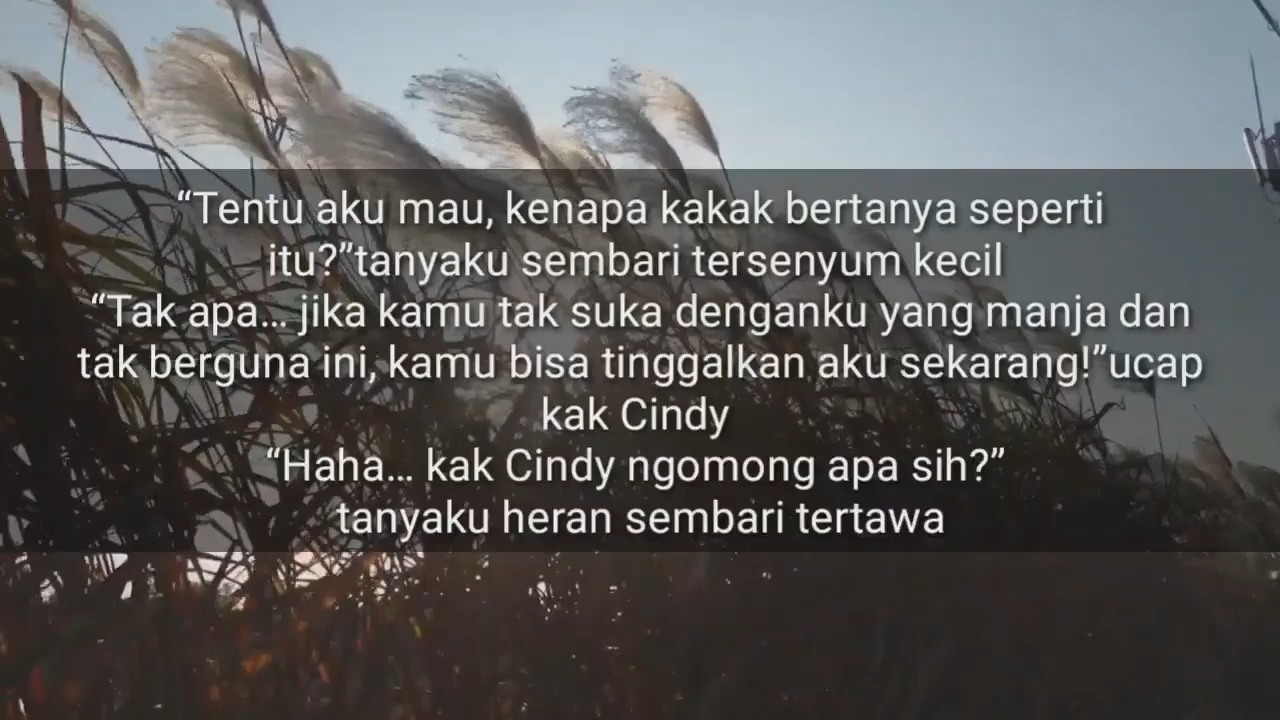 “Tentu aku mau, kenapa kakak bertanya seperti
itu?”tanyaku sembari tersenyum kecil
“Tak apa... jika kamu tak suka denganku yang manja dan
tak berguna ini, kamu bisa tinggalkan aku sekarang!”ucap
kak Cindy
“Haha... kak Cindy ngomong apa sih?”
tanyaku heran sembari tertawa